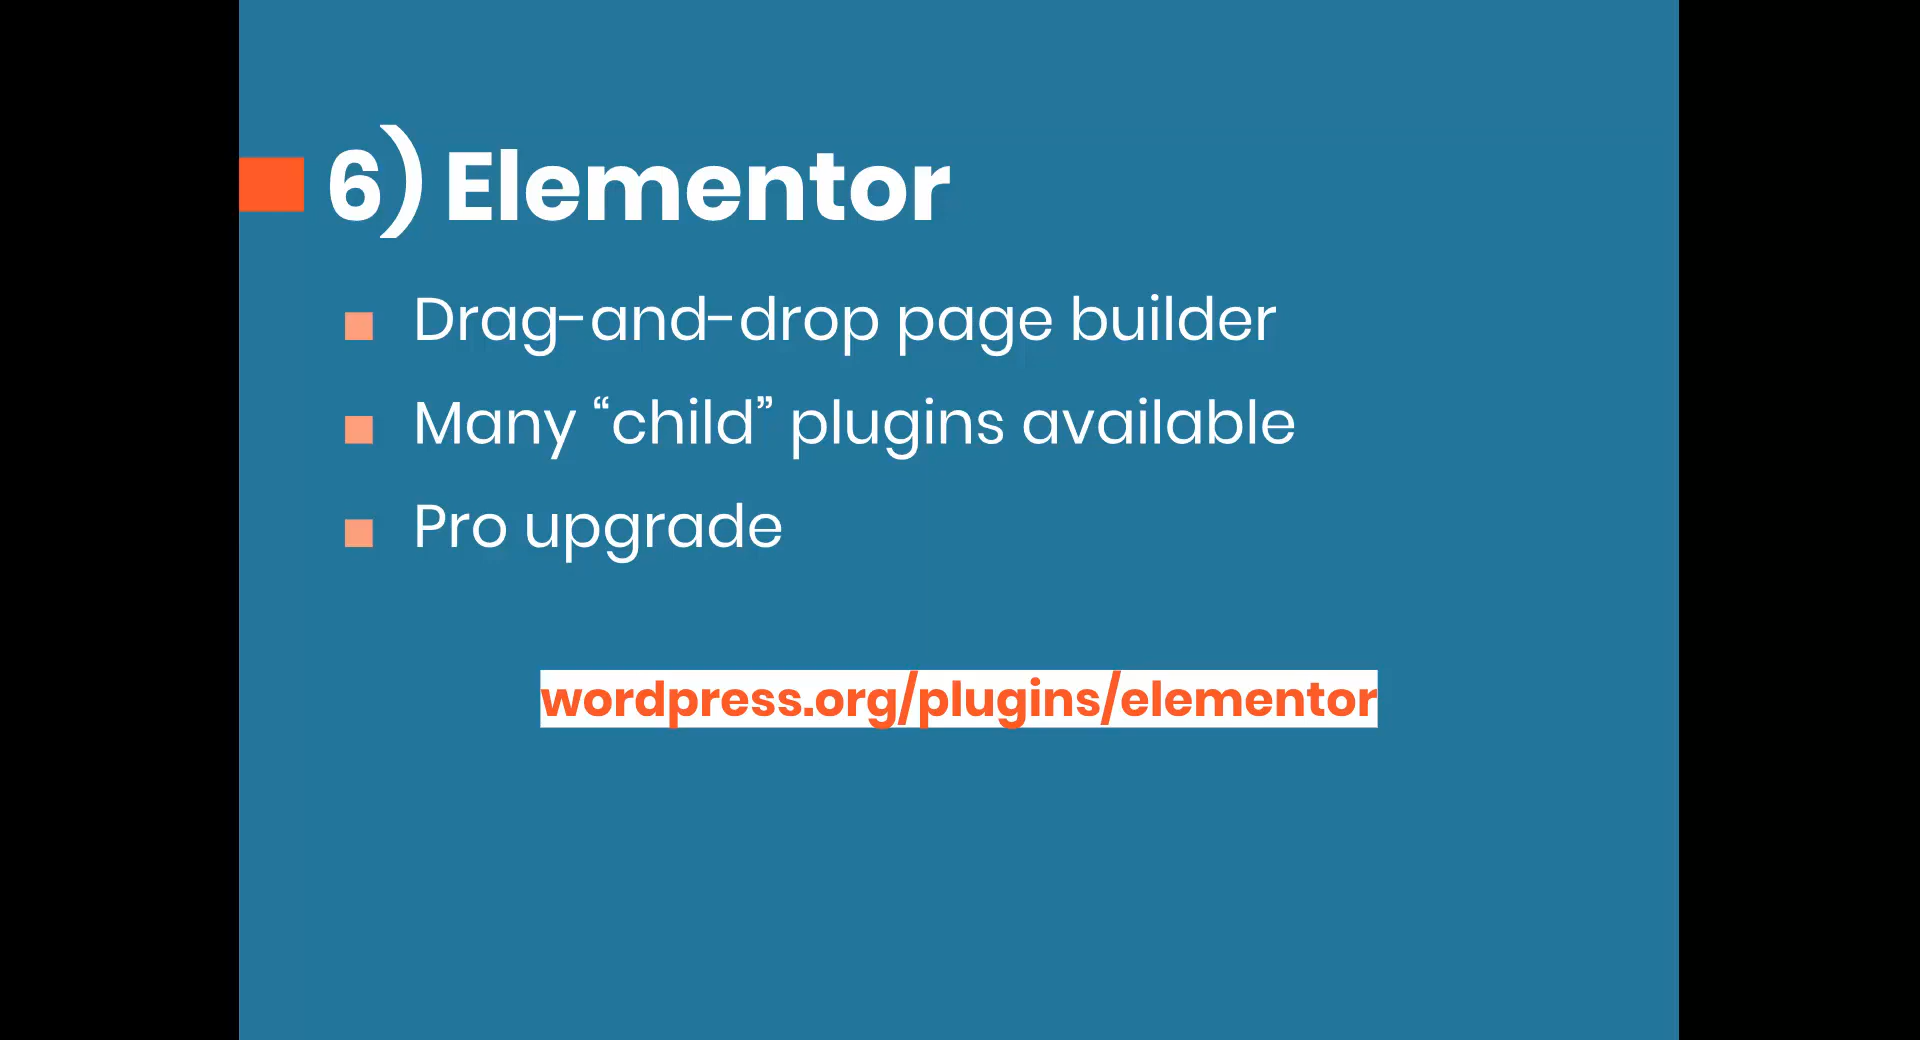 6) Elementor
Drag-and-drop page builder
Many “child” plugins available
Pro upgrade
wordpress.org/plugins/elementor